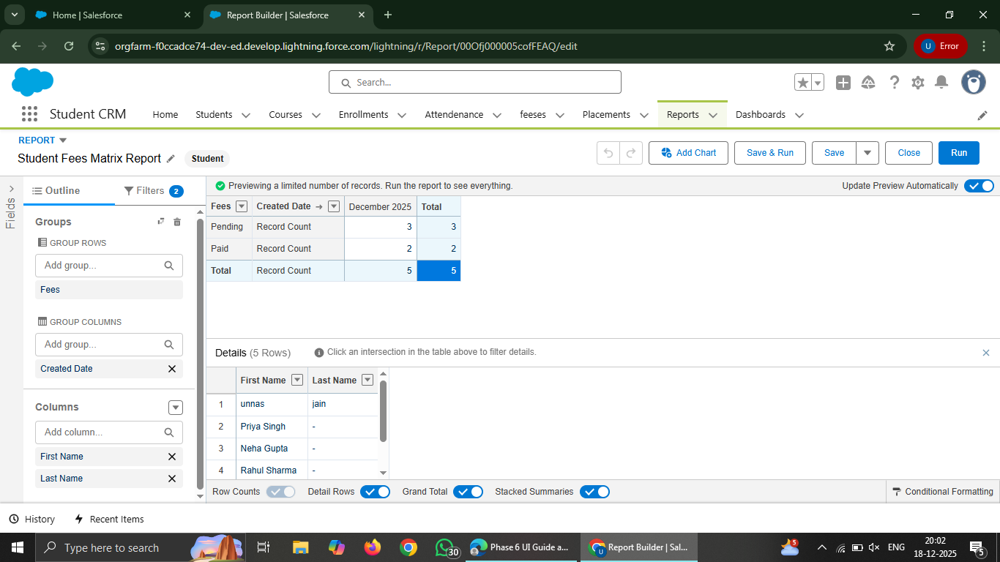 Home | Salesforce
Report Builder | Salesforce
orgfarm-f0ccadce74-dev-ed.develop.lightning.force.com/lightning/r/Report/00Ofj000005cofFEAQ/edit
U Error
Search...
Student CRM
Home
Students
Courses
Enrollments
Attendenance
feeses
Placements
Reports
Dashboards
REPORT
Student Fees Matrix Report
Student
Add Chart
Save & Run
Save
Close
Run
Fields
Outline
Filters 2
Previewing a limited number of records. Run the report to see everything.
Update Preview Automatically
Groups
GROUP ROWS
Add group...
Fees
GROUP COLUMNS
Add group...
Created Date
Columns
Add column...
First Name
Last Name
Fees Created Date → December 2025 Total
Pending Record Count 3 3
Paid Record Count 2 2
Total Record Count 5 5
Details (5 Rows)
Click an intersection in the table above to filter details.
First Name Last Name
1 unnas jain
2 Priya Singh -
3 Neha Gupta -
4 Rahul Sharma -
Row Counts
Detail Rows
Grand Total
Stacked Summaries
Conditional Formatting
History
Recent Items
Type here to search
30
Phase 6 UI Guide a...
U
Report Builder | Sal...
5
ENG
20:02
18-12-2025
5